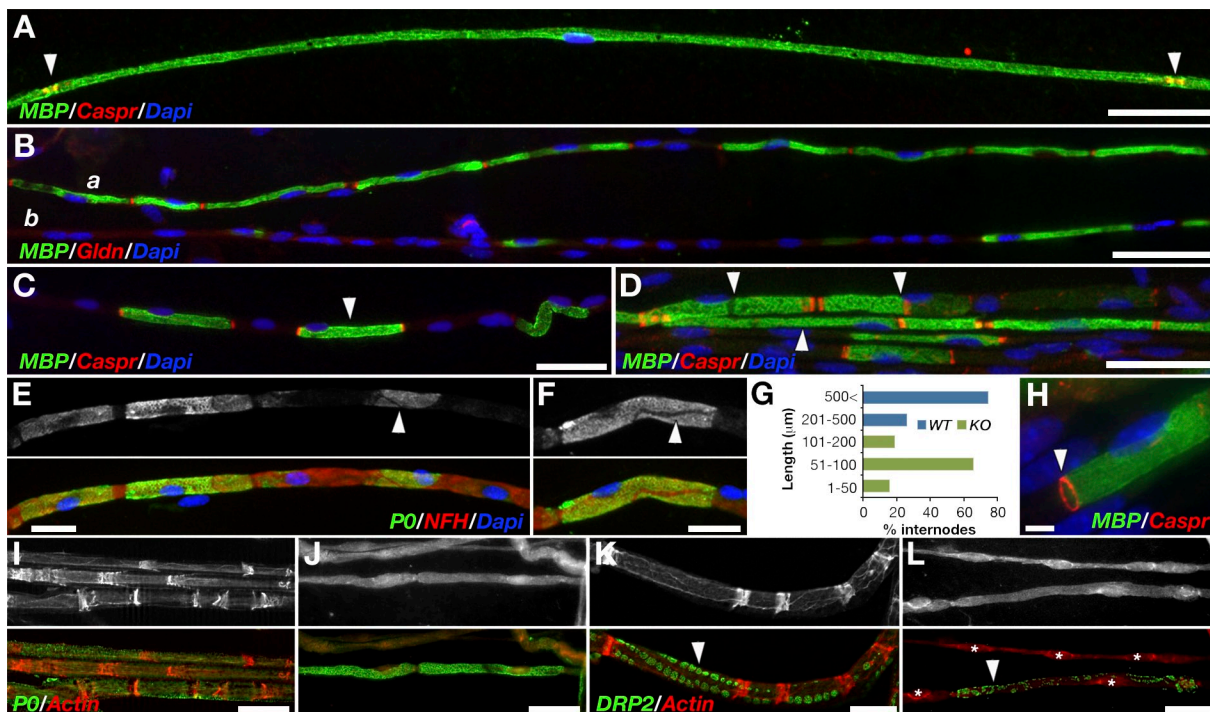 A
MBP/Caspr/Dapi
B
a
b
MBP/Gldn/Dapi
C
MBP/Caspr/Dapi
D
MBP/Caspr/Dapi
E
P0/NFH/Dapi
F
G
Length (μm)
500<
201-500
101-200
51-100
1-50
WT KO
0 20 40 60 80
% internodes
H
MBP/Caspr
I
P0/Actin
J
K
DRP2/Actin
L
* * *
* *